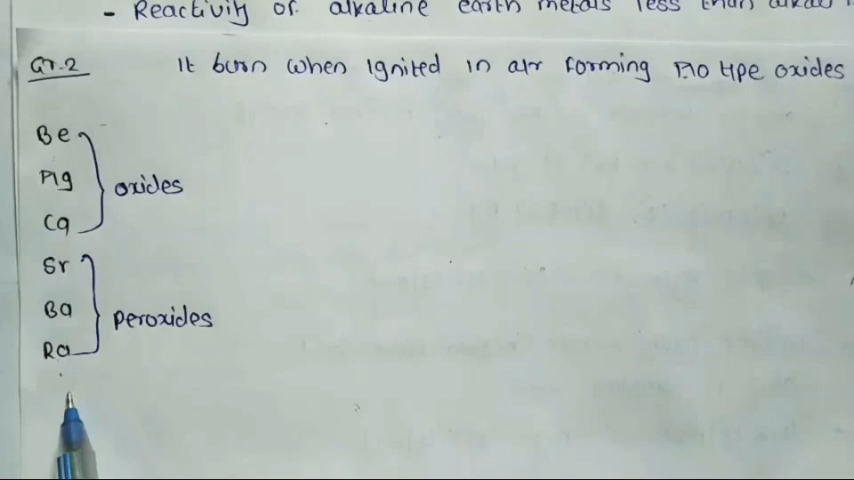 - Reactivity of alkaline earth metals less than
Gr.2 It burn when ignited in air forming MO type oxides
Be
Mg
Ca
oxides
Sr
Ba
Ra
Peroxides